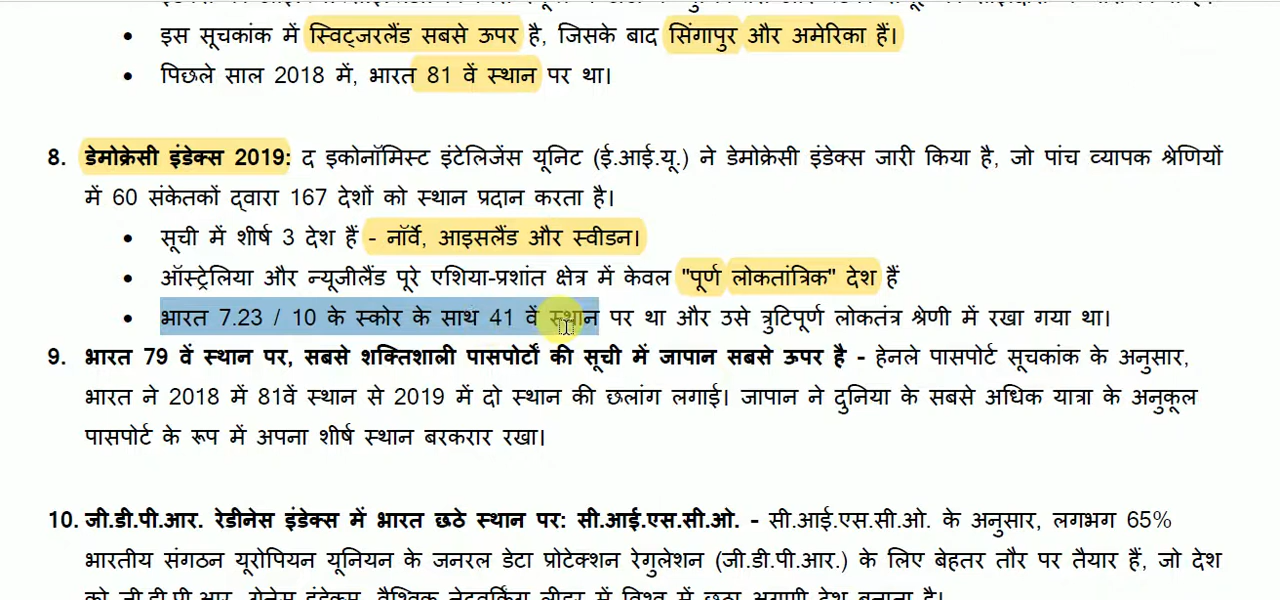 • इस सूचकांक में स्विट्जरलैंड सबसे ऊपर है, जिसके बाद सिंगापुर और अमेरिका हैं।
• पिछले साल 2018 में, भारत 81 वें स्थान पर था।
8. डेमोक्रेसी इंडेक्स 2019: द इकोनॉमिस्ट इंटेलिजेंस यूनिट (ई.आई.यू.) ने डेमोक्रेसी इंडेक्स जारी किया है, जो पांच व्यापक श्रेणियों
में 60 संकेतकों द्वारा 167 देशों को स्थान प्रदान करता है।
• सूची में शीर्ष 3 देश हैं - नॉर्वे, आइसलैंड और स्वीडन।
• ऑस्ट्रेलिया और न्यूजीलैंड पूरे एशिया-प्रशांत क्षेत्र में केवल "पूर्ण लोकतांत्रिक" देश हैं
• भारत 7.23 / 10 के स्कोर के साथ 41 वें स्थान पर था और उसे त्रुटिपूर्ण लोकतंत्र श्रेणी में रखा गया था।
9. भारत 79 वें स्थान पर, सबसे शक्तिशाली पासपोर्टों की सूची में जापान सबसे ऊपर है - हेनले पासपोर्ट सूचकांक के अनुसार,
भारत ने 2018 में 81वें स्थान से 2019 में दो स्थान की छलांग लगाई। जापान ने दुनिया के सबसे अधिक यात्रा के अनुकूल
पासपोर्ट के रूप में अपना शीर्ष स्थान बरकरार रखा।
10. जी.डी.पी.आर. रेडीनेस इंडेक्स में भारत छठे स्थान पर: सी.आई.एस.सी.ओ. - सी.आई.एस.सी.ओ. के अनुसार, लगभग 65%
भारतीय संगठन यूरोपियन यूनियन के जनरल डेटा प्रोटेक्शन रेगुलेशन (जी.डी.पी.आर.) के लिए बेहतर तौर पर तैयार हैं, जो देश